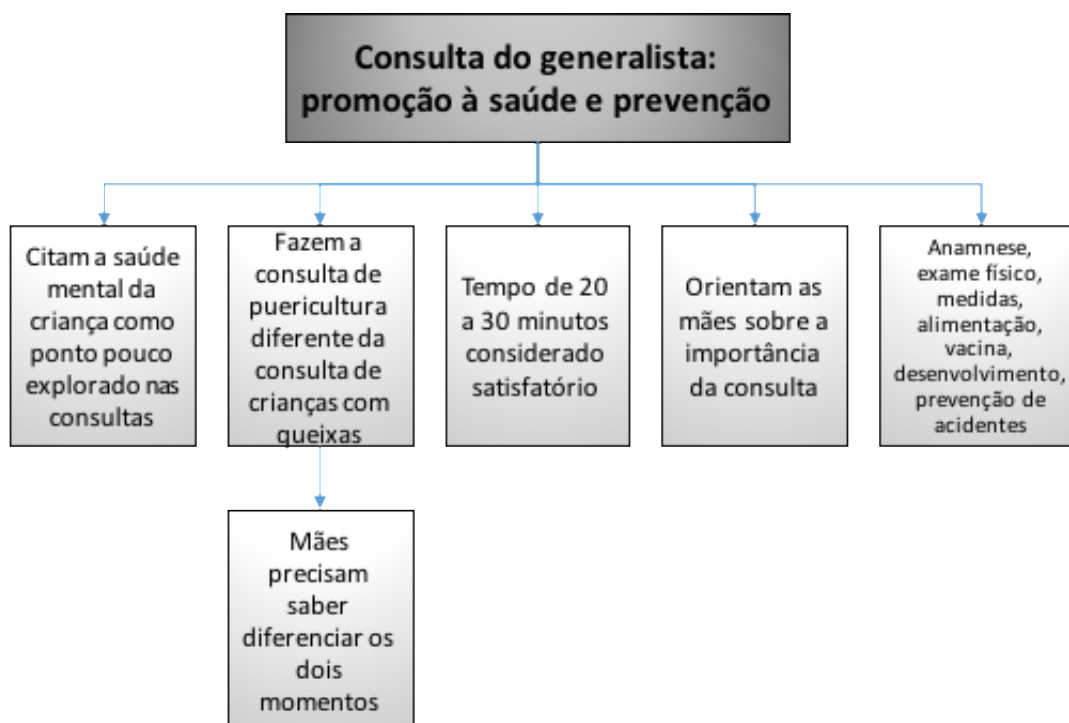 Consulta do generalista:
promoção à saúde e prevenção
Citam a saúde
mental da
criança como
ponto pouco
explorado nas
consultas
Fazem a
consulta de
puericultura
diferente da
consulta de
crianças com
queixas
Tempo de 20
a 30 minutos
considerado
satisfatório
Orientam as
mães sobre a
importância
da consulta
Anamnese,
exame físico,
medidas,
alimentação,
vacina,
desenvolvimento,
prevenção de
acidentes
Mães
precisam
saber
diferenciar os
dois
momentos